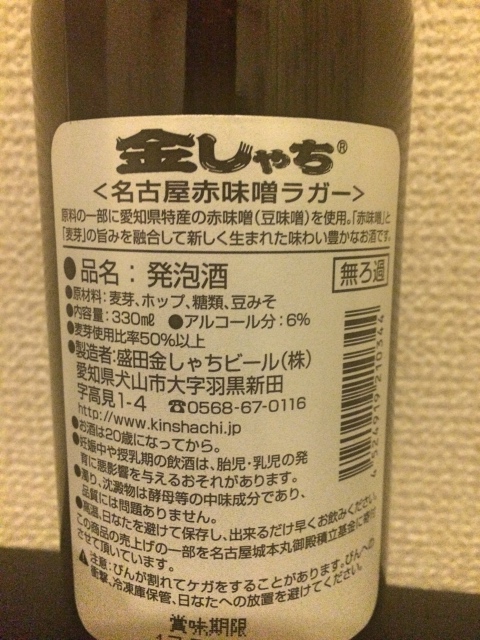 金しゃち®
<名古屋赤味噌ラガー>
原料の一部に愛知県特産の赤味噌(豆味噌)を使用。「赤味噌」と
「麦芽」の旨みを融合して新しく生まれた味わい豊かなお酒です。
●品名:発泡酒
無ろ過
●原材料:麦芽、ホップ、糖類、豆みそ
●内容量:330㎖ ●アルコール分:6%
●麦芽使用比率50%以上
●製造者:盛田金しゃちビール(株)
愛知県犬山市大字羽黒新田
字高見1-4 ☎0568-67-0116
http://www.kinshachi.jp
●お酒は20歳になってから。
●妊娠中や授乳期の飲酒は、胎児・乳児の発
育に悪影響を与えるおそれがあります。
●濁り、沈澱物は酵母等の中味成分であり、
品質には問題ありません。
●高温、日なたを避けて保存し、出来るだけ早くお飲みください。
この商品の売上げの一部を名古屋城本丸御殿積立基金に寄付
させて頂いています。
⚠注意:びんが割れてケガをすることがあります。びんへの
衝撃、冷凍庫保管、日なたへの放置を避けてください。
賞味期限
4524919210344